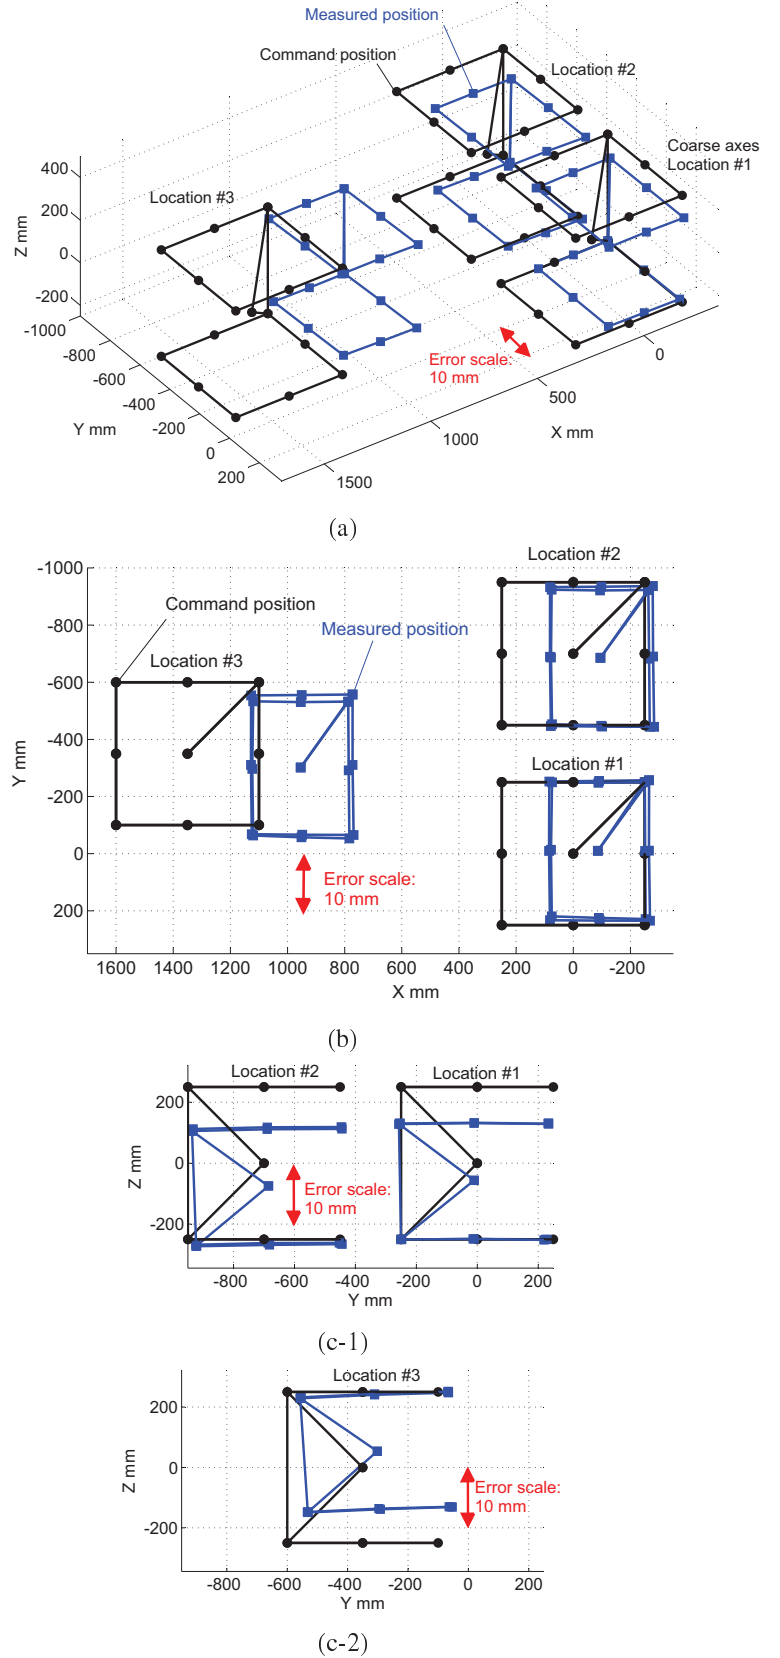 Measured position
Command position
Location #2
Coarse axes
Location #1
Location #3
400
200
0
-200
Z mm
-1000
-800
-600
-400
-200
0
200
Y mm
Error scale:
10 mm
0
500
1000
1500
X mm
(a)
Location #2
-1000
-800
-600
-400
-200
0
200
Y mm
Command position
Measured position
Location #3
Location #1
Error scale:
10 mm
1600 1400 1200 1000 800 600 400 200 0 -200
X mm
(b)
Location #2 Location #1
200
0
-200
Z mm
Error scale:
10 mm
-800 -600 -400 -200 0 200
Y mm
(c-1)
Location #3
200
0
-200
Z mm
Error scale:
10 mm
-800 -600 -400 -200 0 200
Y mm
(c-2)